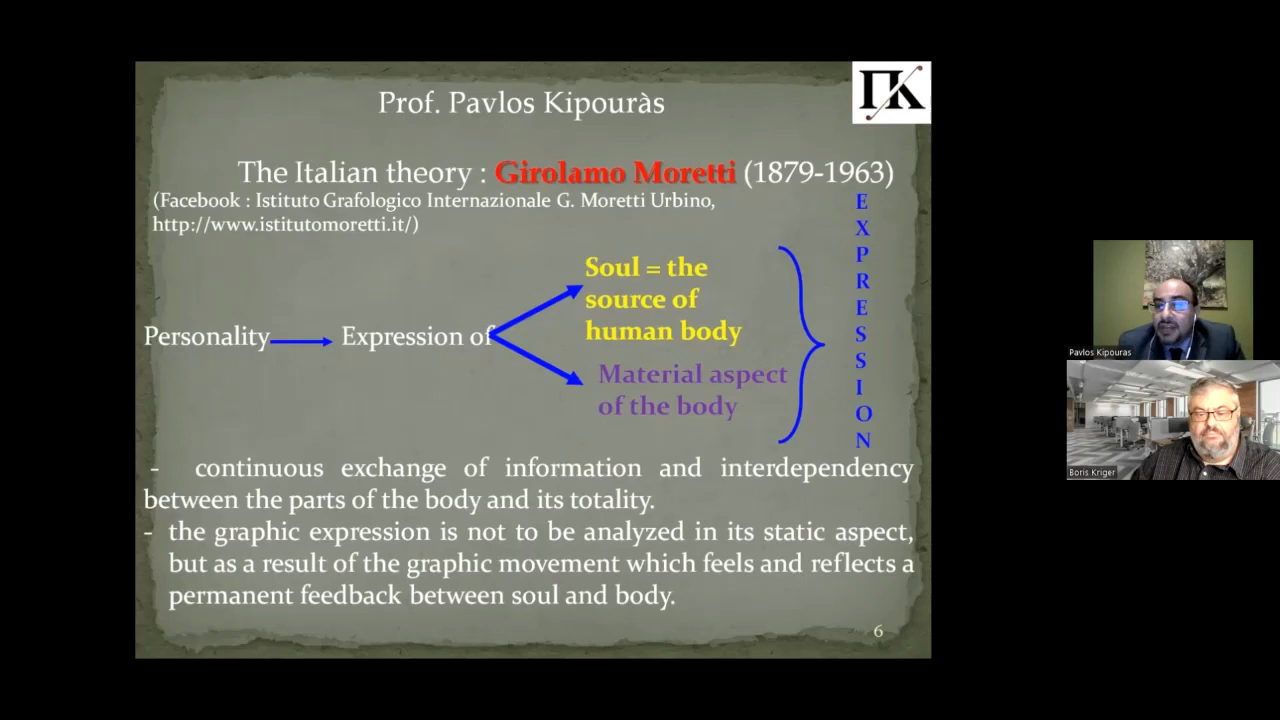 Prof. Pavlos Kipouràs
ΠΚ
The Italian theory : Girolamo Moretti (1879-1963)
(Facebook : Istituto Grafologico Internazionale G. Moretti Urbino,
http://www.istitutomoretti.it/)
EXPRESSION
Soul = the
source of
human body
Personality Expression of
Material aspect
of the body
- continuous exchange of information and interdependency
between the parts of the body and its totality.
- the graphic expression is not to be analyzed in its static aspect,
but as a result of the graphic movement which feels and reflects a
permanent feedback between soul and body.
6
Pavlos Kipouras
Boris Kriger